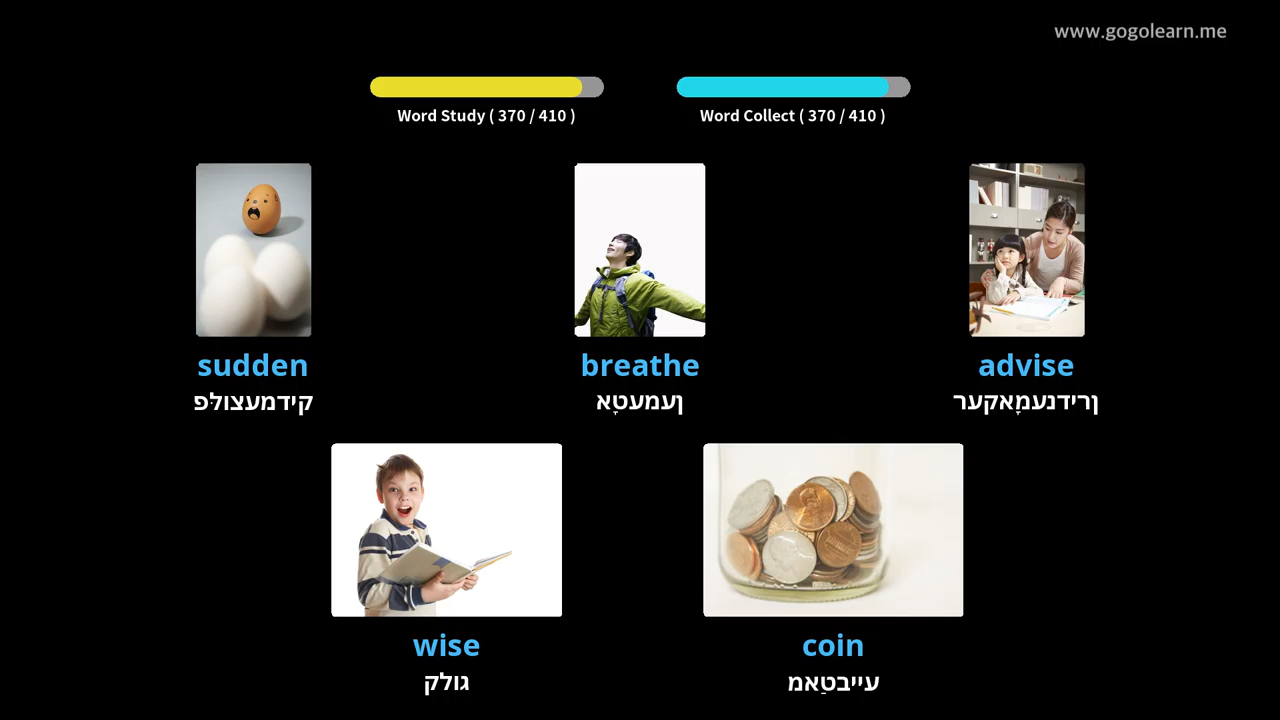 www.gogolearn.me
Word Study ( 370 / 410 )
Word Collect ( 370 / 410 )
sudden
קידמעצולּפ
breathe
ןעמעטָא
advise
ןרידנעמָאקער
wise
גולק
coin
עייבטַאמ